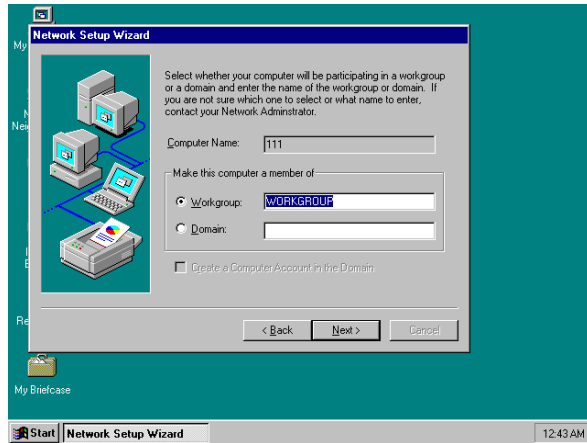 My
Network Setup Wizard
Select whether your computer will be participating in a workgroup
or a domain and enter the name of the workgroup or domain. If
you are not sure which one to select or what name to enter,
contact your Network Adminstrator.
Computer Name: 111
Make this computer a member of
Workgroup: WORKGROUP
Domain:
Create a Computer Account in the Domain
N
Nei
Re
< Back Next > Cancel
My Briefcase
Start Network Setup Wizard 12:43 AM